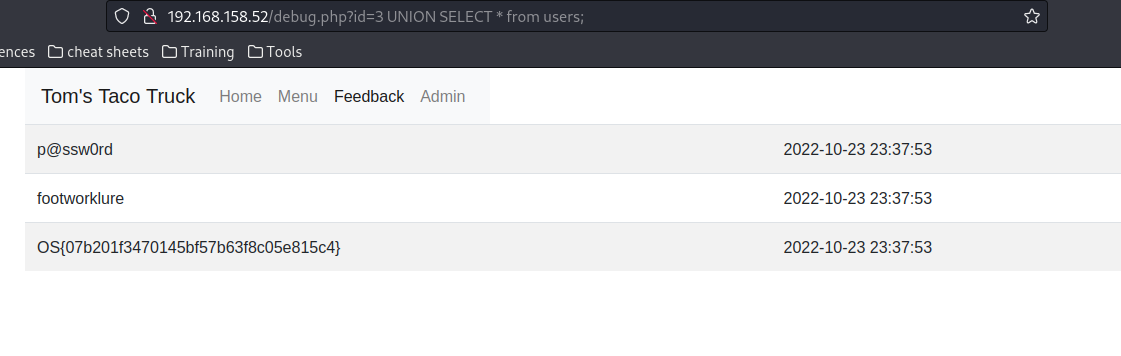 192.168.158.52/debug.php?id=3 UNION SELECT * from users;
ences cheat sheets Training Tools
Tom's Taco Truck Home Menu Feedback Admin
p@ssw0rd 2022-10-23 23:37:53
footworklure 2022-10-23 23:37:53
OS{07b201f3470145bf57b63f8c05e815c4} 2022-10-23 23:37:53